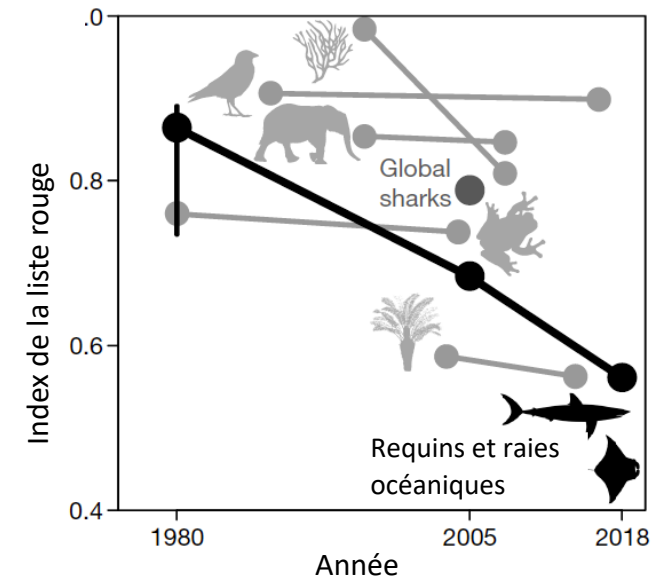 .0
0.8
0.6
0.4
Index de la liste rouge
Global
sharks
Requins et raies
océaniques
1980
2005
2018
Année